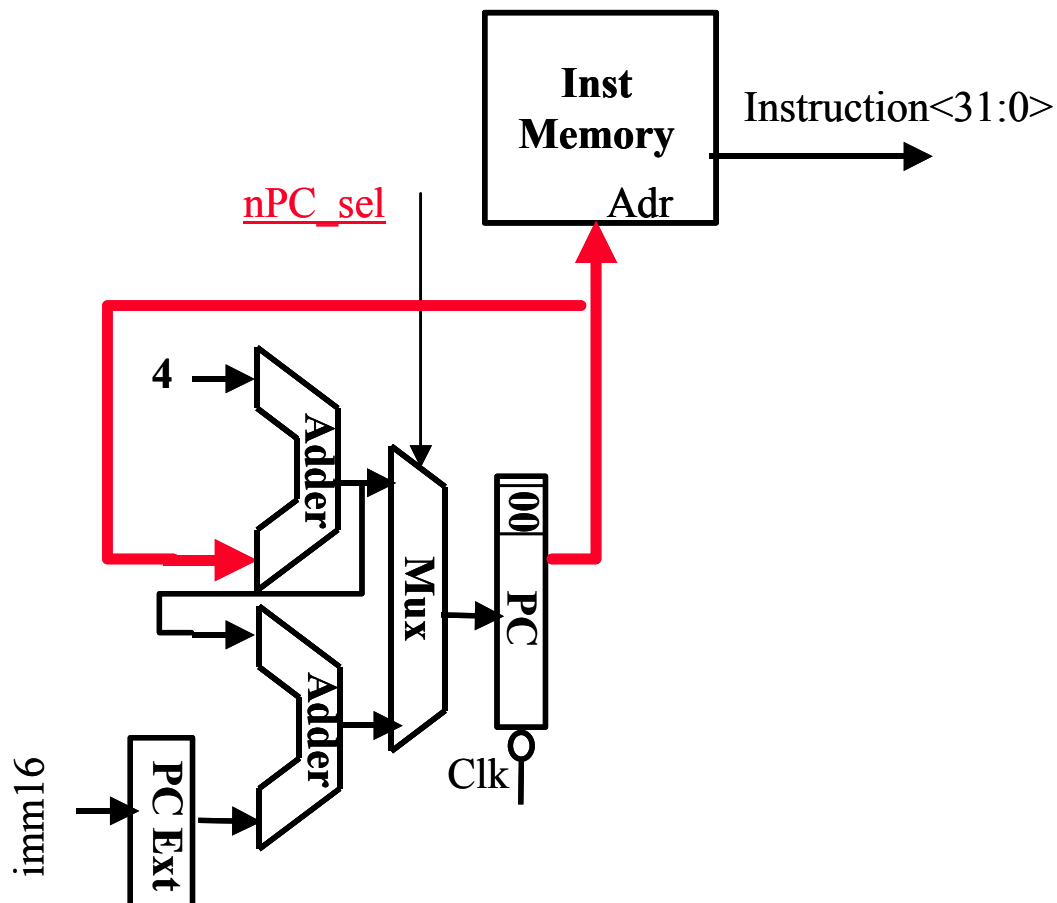 Inst
Memory
Instruction<31:0>
Adr
nPC_sel
4
Adder
00
Mux
PC
Adder
Clk
imm16
PC Ext